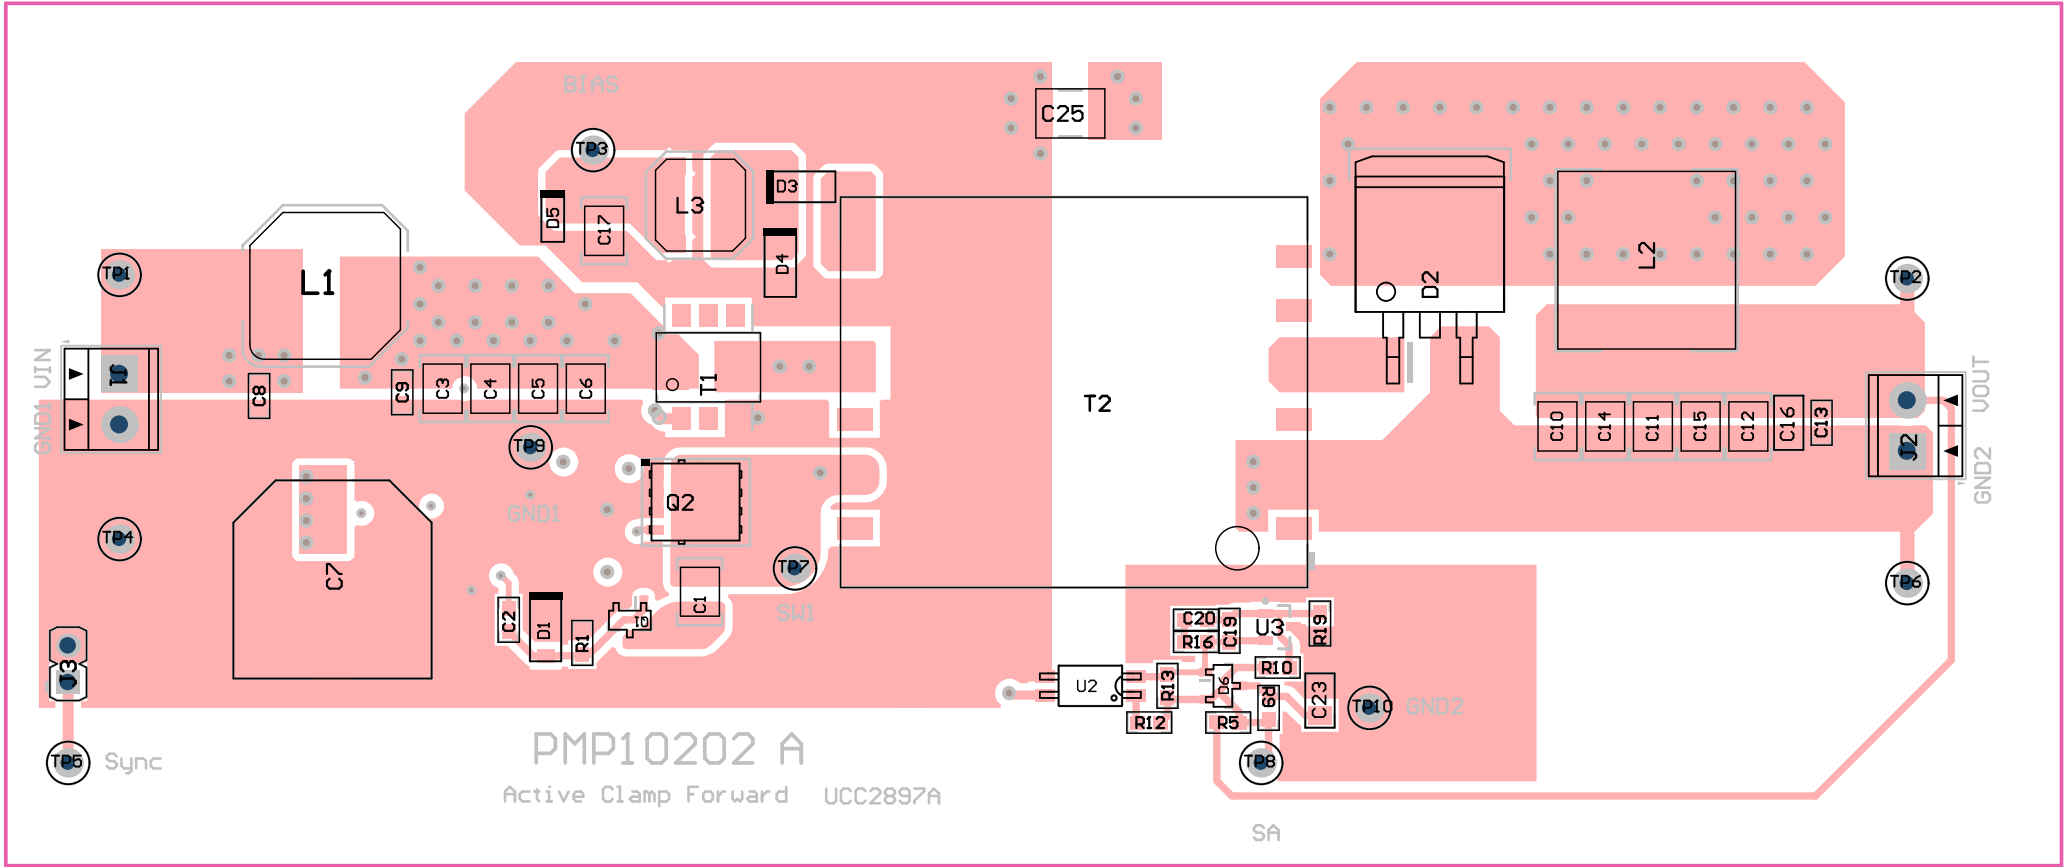 BIAS
C25
TP3
D3
L3
D5
C17
D4
L1
TP1
TP2
L2
D2
VIN
GND1
J1
C8
C9
C3
C4
C5
C6
T1
T2
TP9
GND1
Q2
TP4
C7
TP7
SW1
C1
C2
D1
R1
J3
TP5
Sync
C10
C14
C11
C15
C12
C16
C13
J2
VOUT
GND2
TP6
C20
C19
R16
U3
R19
R10
U2
R13
D6
R9
C23
R12
R5
TP10
GND2
TP8
PMP10202 A
Active Clamp Forward UCC2897A
SA